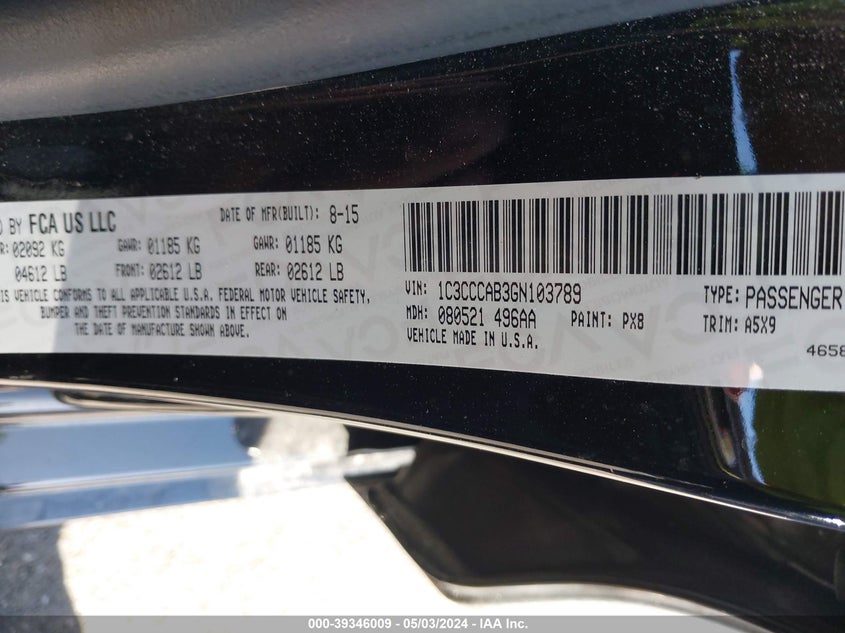 D BY FCA US LLC DATE OF MFR(BUILT): 8-15
R: 02092 KG GAWR: 01185 KG GAWR: 01185 KG
04612 LB FRONT: 02612 LB REAR: 02612 LB
IS VEHICLE CONFORMS TO ALL APPLICABLE U.S.A. FEDERAL MOTOR VEHICLE SAFETY,
BUMPER AND THEFT PREVENTION STANDARDS IN EFFECT ON
THE DATE OF MANUFACTURE SHOWN ABOVE.
VIN: 1C3CCCAB3GN103789 TYPE: PASSENGER
MDH: 080521 496AA PAINT: PX8 TRIM: A5X9
VEHICLE MADE IN U.S.A.
4658
000-39346009 — 05/03/2024 — IAA Inc.